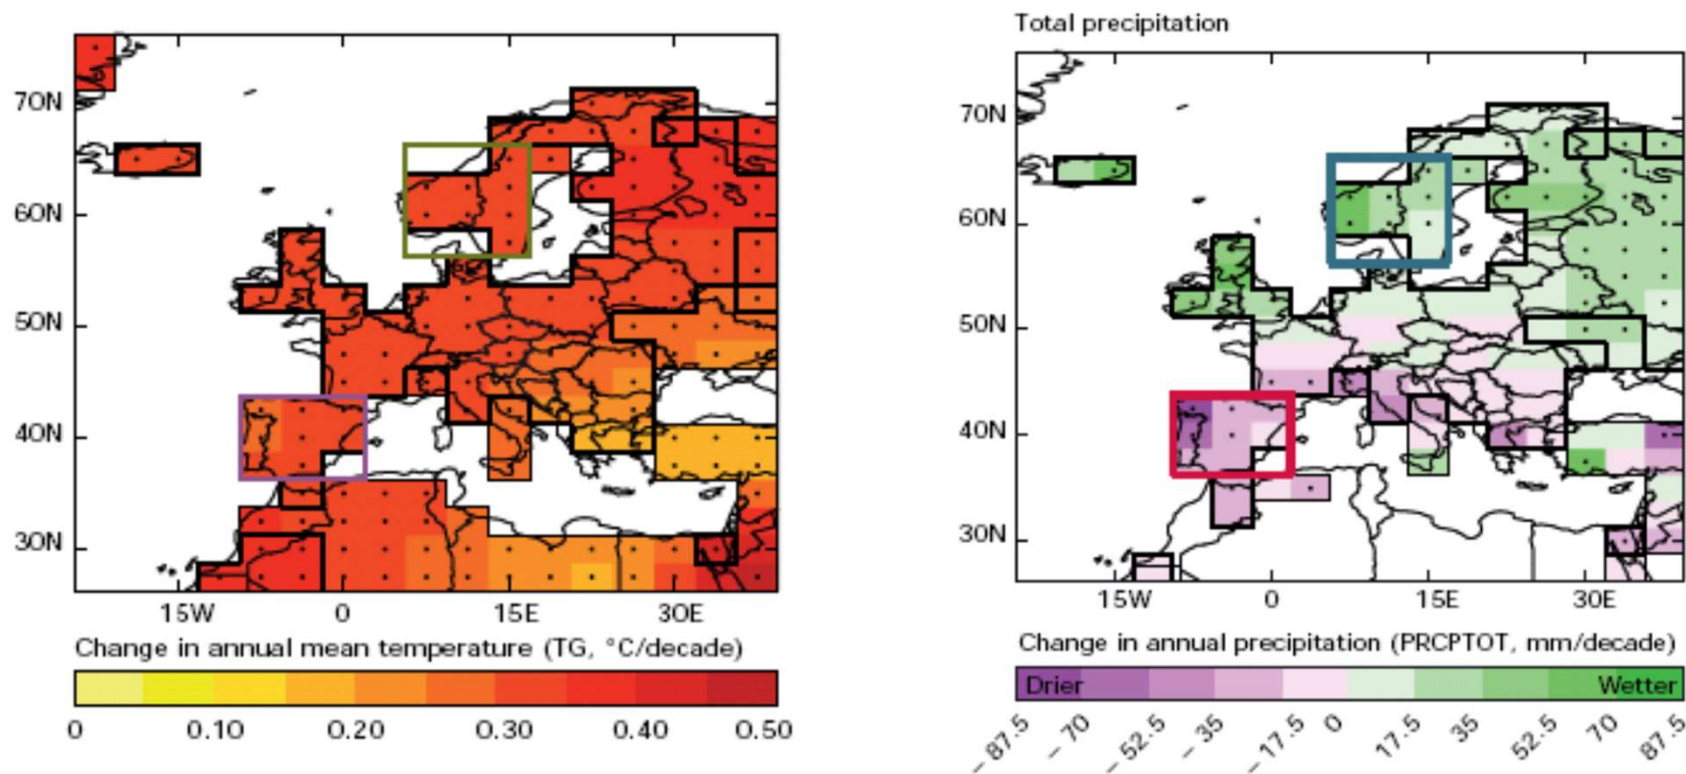 70N
60N
50N
40N
30N
15W 0 15E 30E
Change in annual mean temperature (TG, °C/decade)
0 0.10 0.20 0.30 0.40 0.50
Total precipitation
70N
60N
50N
40N
30N
15W 0 15E 30E
Change in annual precipitation (PRCPTOT, mm/decade)
Drier Wetter
– 87.5 – 70 – 52.5 – 35 – 17.5 0 17.5 35 52.5 70 87.5